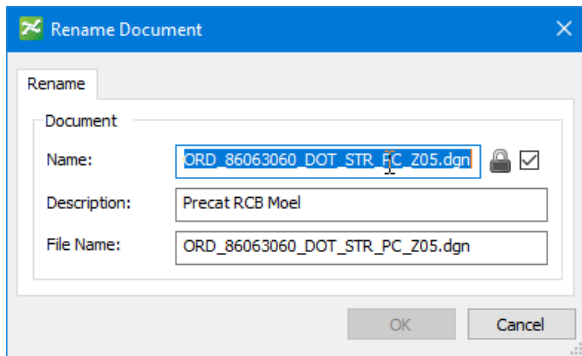 Rename Document
Rename
Document
Name: ORD_86063060_DOT_STR_PC_Z05.dgn
Description: Precat RCB Moel
File Name: ORD_86063060_DOT_STR_PC_Z05.dgn
OK Cancel